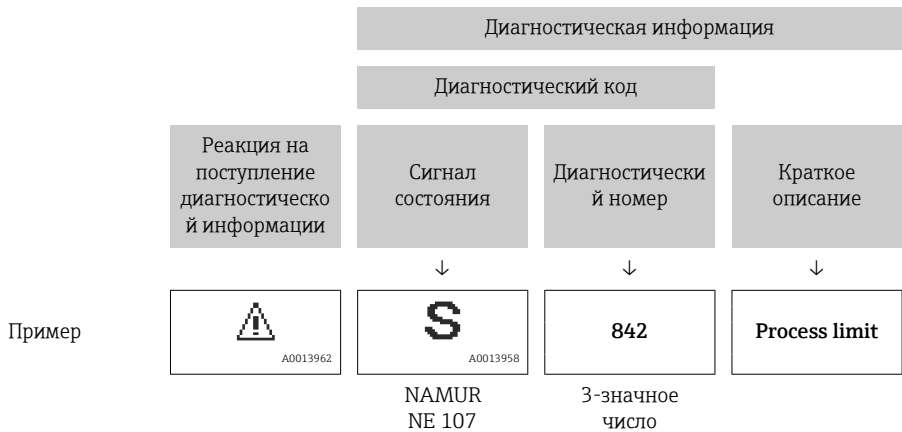 Диагностическая информация
Диагностический код
Реакция на
поступление
диагностическо
й информации
Сигнал
состояния
Диагностически
й номер
Краткое
описание
↓ ↓ ↓
Пример
A0013962
S
A0013958
842
Process limit
NAMUR
NE 107
3-значное
число